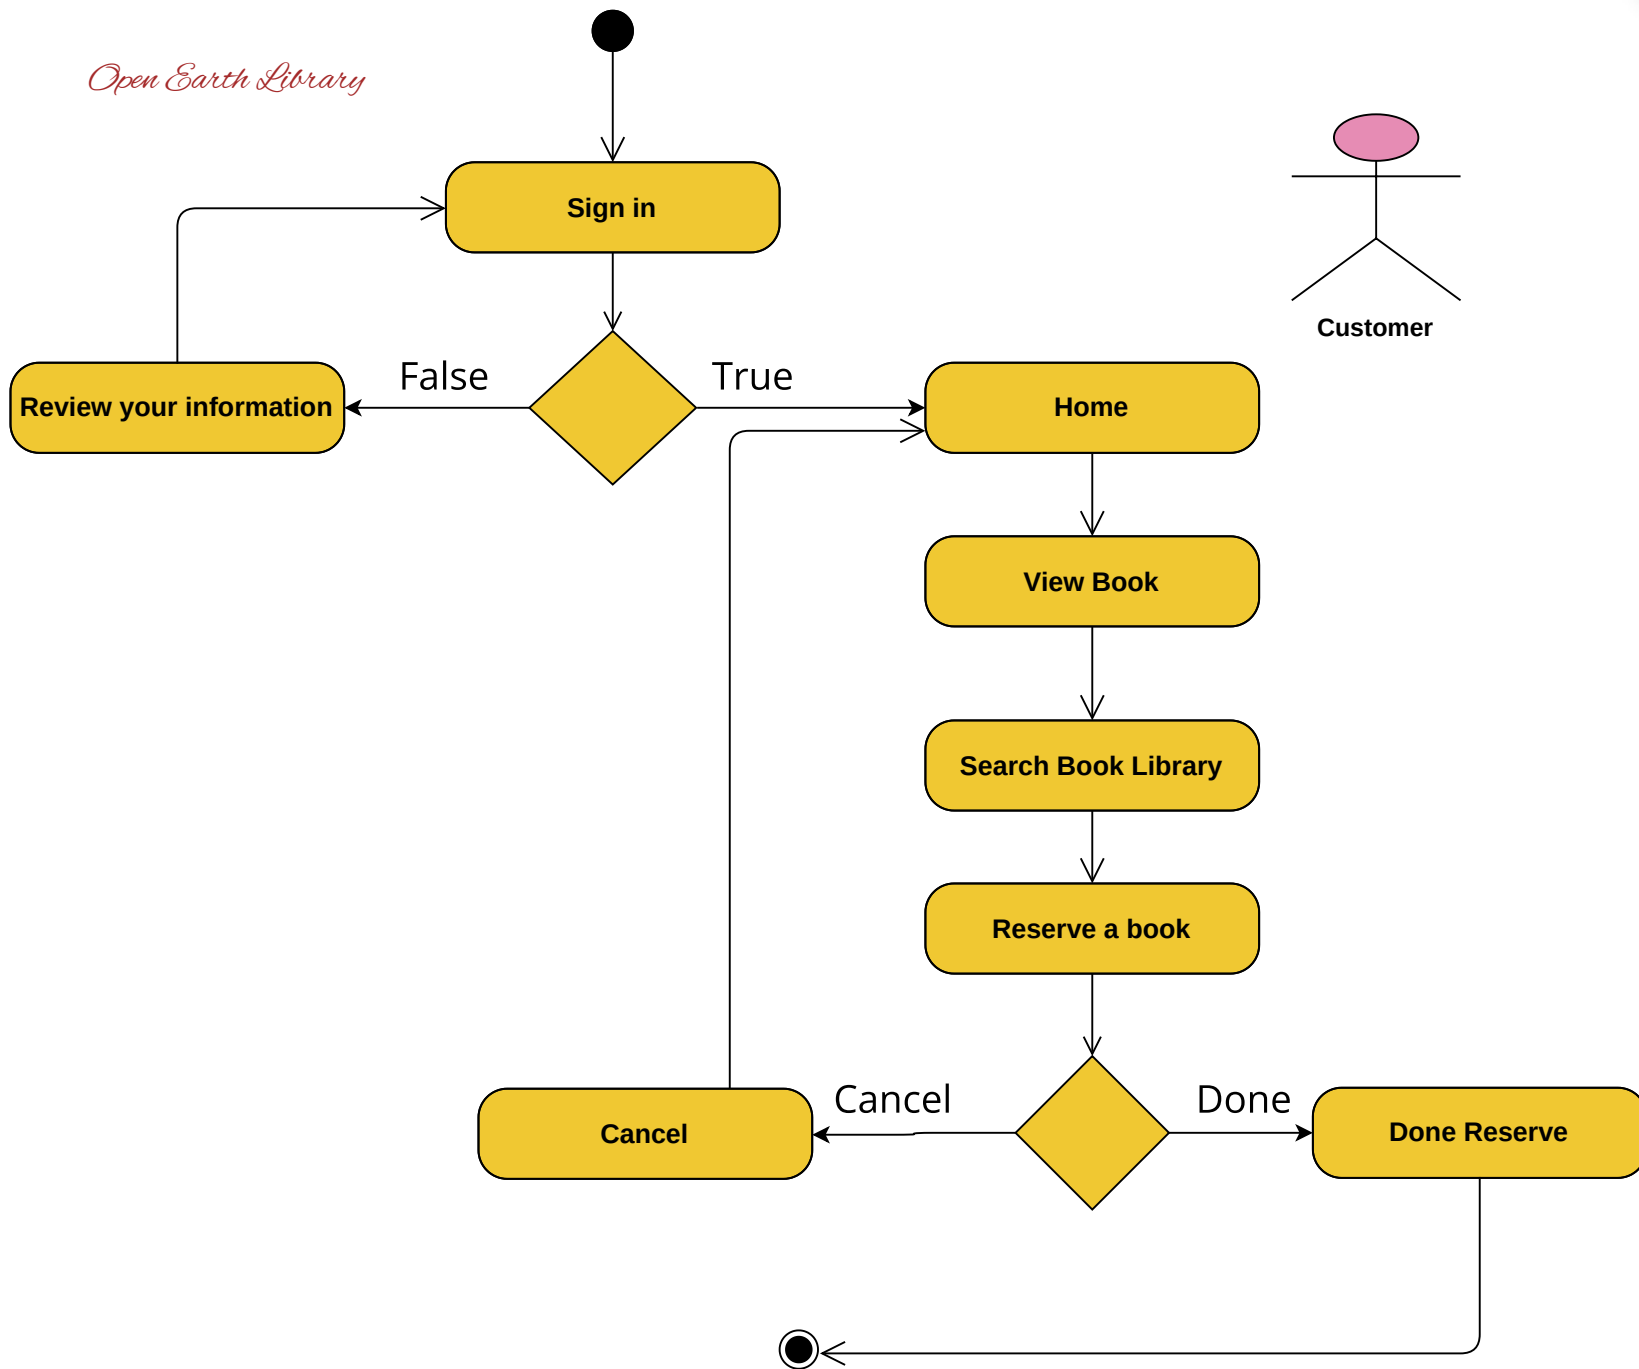 Open Earth Library
Sign in
Customer
False
True
Review your information
Home
View Book
Search Book Library
Reserve a book
Cancel
Done
Cancel
Done Reserve